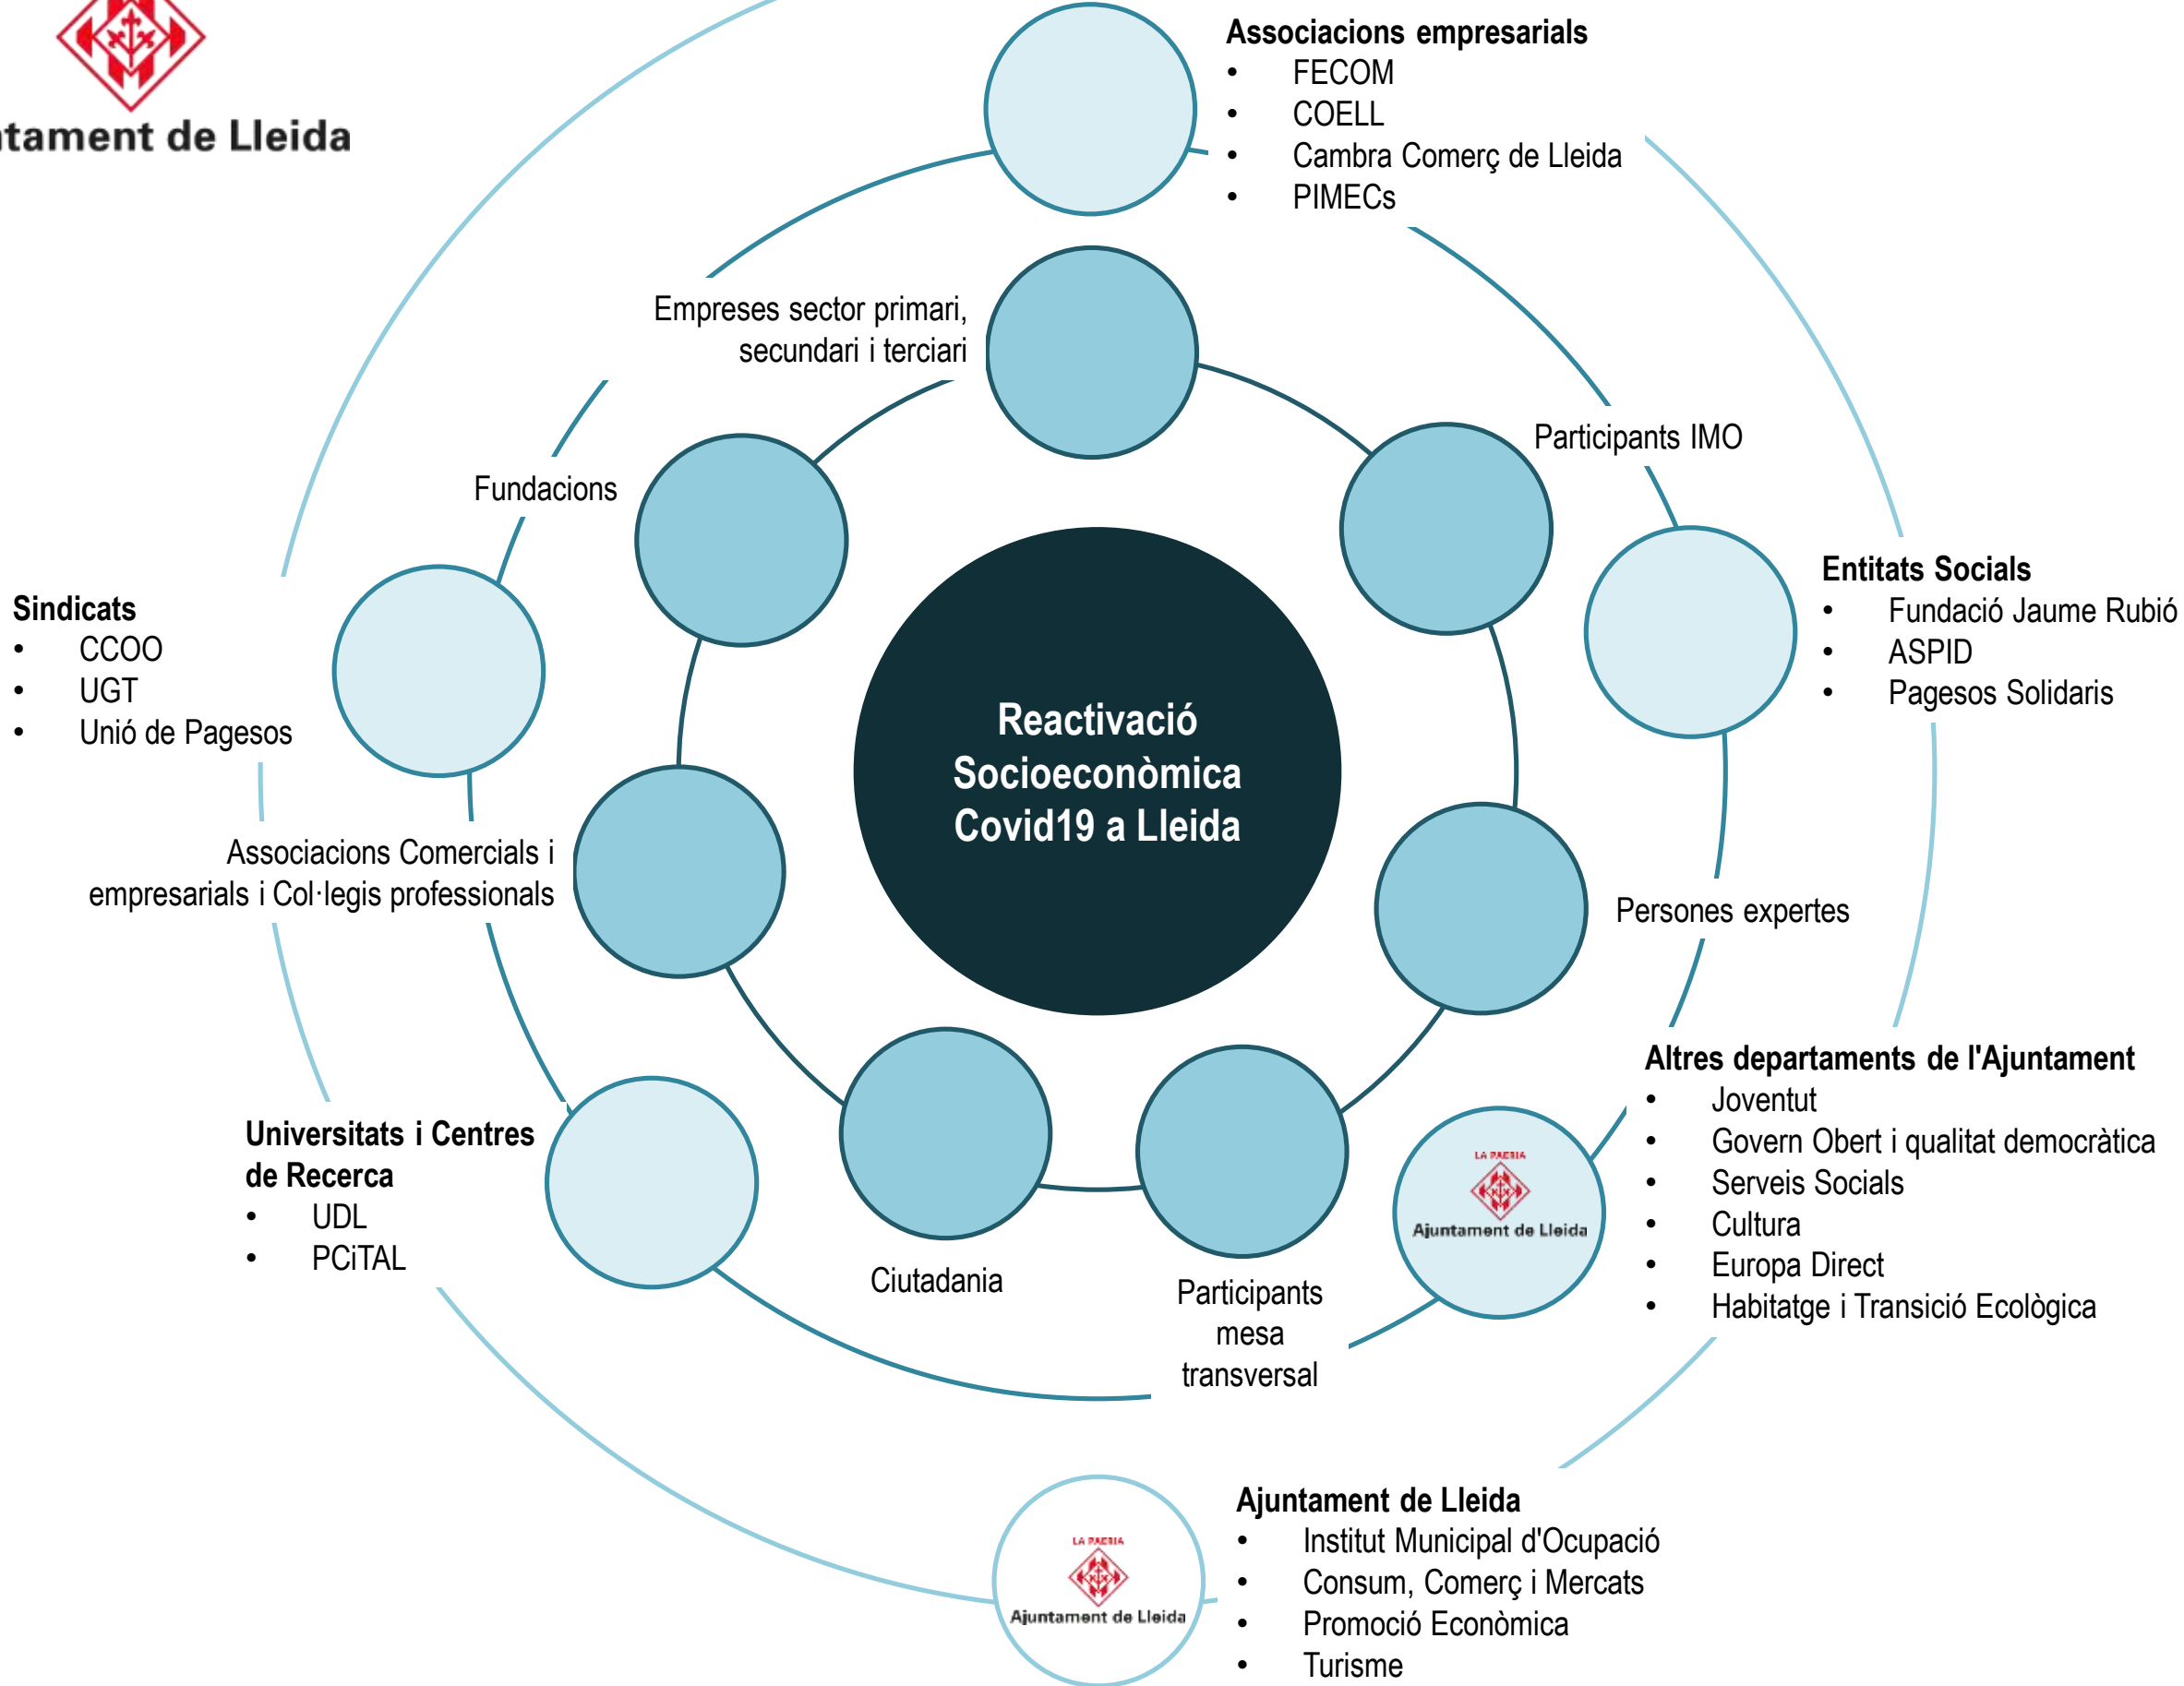 Ajuntament de Lleida
Associacions empresarials
• FECOM
• COELL
• Cambra Comerç de Lleida
• PIMECs
Empreses sector primari,
secundari i terciari
Participants IMO
Fundacions
Entitats Socials
• Fundació Jaume Rubió
• ASPID
• Pagesos Solidaris
Sindicats
• CCOO
• UGT
• Unió de Pagesos
Reactivació
Socioeconòmica
Covid19 a Lleida
Associacions Comercials i
empresarials i Col·legis professionals
Persones expertes
Altres departaments de l'Ajuntament
• Joventut
• Govern Obert i qualitat democràtica
• Serveis Socials
• Cultura
• Europa Direct
• Habitatge i Transició Ecològica
LA PAERIA
Ajuntament de Lleida
Universitats i Centres
de Recerca
• UDL
• PCiTAL
Ciutadania
Participants
mesa
transversal
LA PAERIA
Ajuntament de Lleida
Ajuntament de Lleida
• Institut Municipal d'Ocupació
• Consum, Comerç i Mercats
• Promoció Econòmica
• Turisme